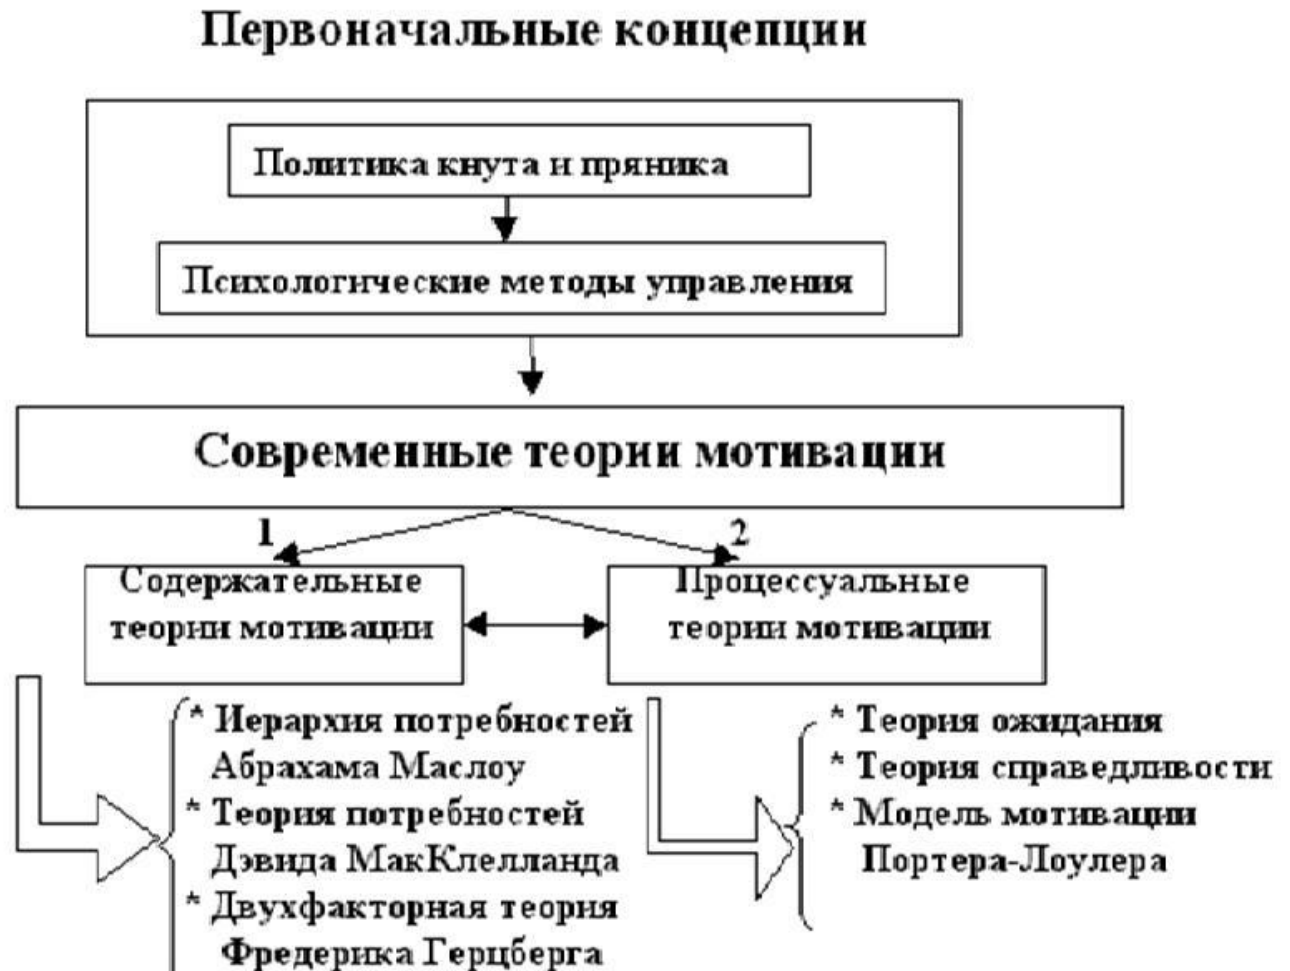 Первоначальные концепции
Политика кнута и пряника
Психологические методы управления
Современные теории мотивации
1
2
Содержательные
теории мотивации
Процессуальные
теории мотивации
* Иерархия потребностей
Абрахама Маслоу
* Теория потребностей
Дэвида МакКлелланда
* Двухфакторная теория
Фредерика Герцберга
* Теория ожидания
* Теория справедливости
* Модель мотивации
Портера-Лоулера